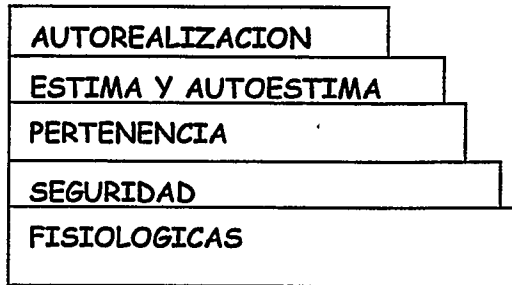 AUTOREALIZACION
ESTIMA Y AUTOESTIMA
PERTENENCIA
SEGURIDAD
FISIOLOGICAS